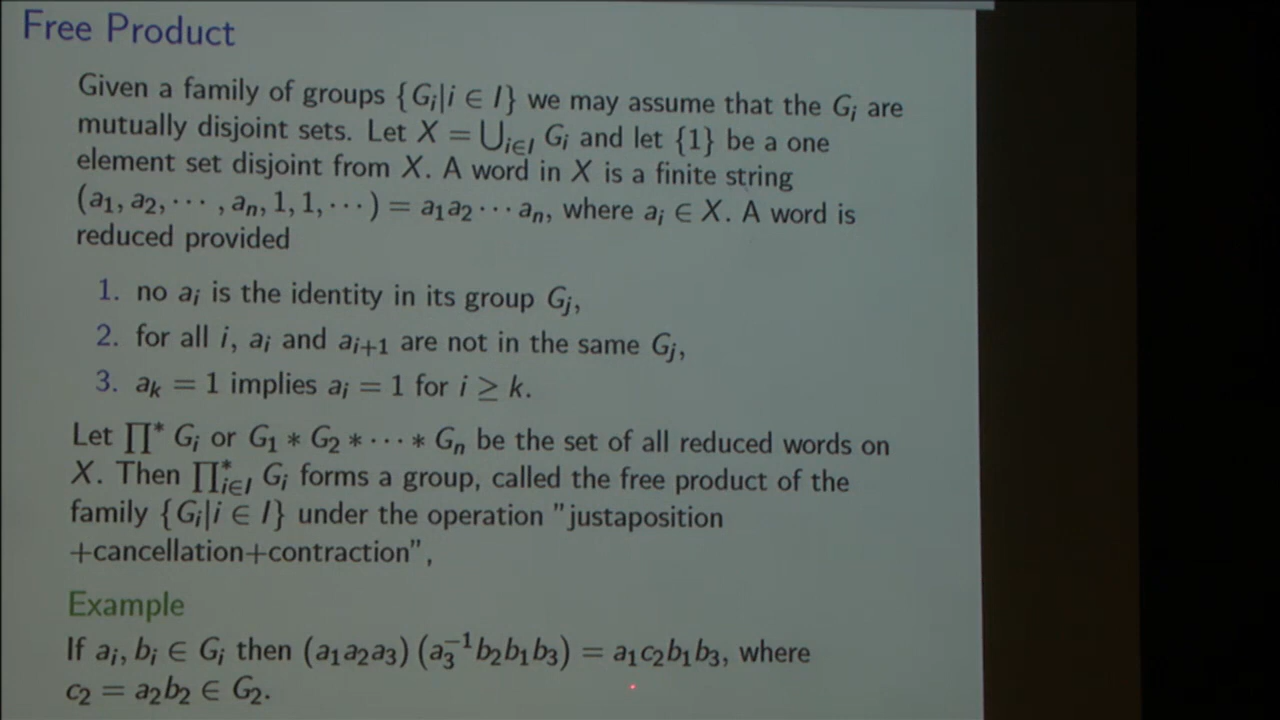 Free Product
Given a family of groups {G_i|i ∈ I} we may assume that the G_i are
mutually disjoint sets. Let X = ⋃_{i∈I} G_i and let {1} be a one
element set disjoint from X. A word in X is a finite string
(a_1, a_2, ⋯ , a_n, 1, 1, ⋯ ) = a_1a_2 ⋯ a_n, where a_i ∈ X. A word is
reduced provided
1. no a_i is the identity in its group G_j,
2. for all i, a_i and a_{i+1} are not in the same G_j,
3. a_k = 1 implies a_i = 1 for i ≥ k.
Let ∏* G_i or G_1 * G_2 * ⋯ * G_n be the set of all reduced words on
X. Then ∏*_{i∈I} G_i forms a group, called the free product of the
family {G_i|i ∈ I} under the operation "justaposition
+cancellation+contraction",
Example
If a_i, b_i ∈ G_i then (a_1a_2a_3) (a_3^{-1}b_2b_1b_3) = a_1c_2b_1b_3, where
c_2 = a_2b_2 ∈ G_2.